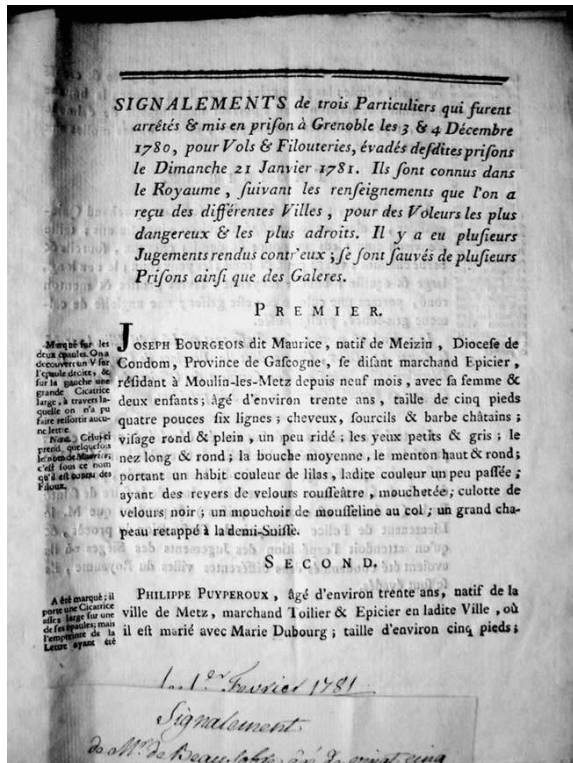 SIGNALEMENTS de trois Particuliers qui furent
arrêtés & mis en prison à Grenoble les 3 & 4 Décembre
1780, pour Vols & Filouteries, évadés desdites prisons
le Dimanche 21 Janvier 1781. Ils sont connus dans
le Royaume, suivant les renseignements que l'on a
reçu des différentes Villes, pour des Voleurs les plus
dangereux & les plus adroits. Il y a eu plusieurs
Jugements rendus contr'eux; se sont sauvés de plusieurs
Prisons ainsi que des Galeres.
PREMIER.
Marqué sur les
deux épaules. On a
découvert un V sur
l'épaule droite, &
sur la gauche une
grande Cicatrice
large, à travers la-
quelle on n'a pu
faire ressortir aucu-
ne lettre.
Nota. Celui-ci
prend quelquefois
le nom de Maurice;
c'est sous ce nom
qu'il est connu des
Filoux.
JOSEPH BOURGEOIS dit Maurice, natif de Meizin, Diocese de
Condom, Province de Gascogne, se disant marchand Epicier,
résidant à Moulin-les-Metz depuis neuf mois, avec sa femme &
deux enfants; âgé d'environ trente ans, taille de cinq pieds
quatre pouces six lignes; cheveux, sourcils & barbe châtains;
visage rond & plein, un peu ridé; les yeux petits & gris; le
nez long & rond; la bouche moyenne, le menton haut & rond;
portant un habit couleur de lilas, ladite couleur un peu passée;
ayant des revers de velours roussâtre, mouchetée; culotte de
velours noir; un mouchoir de mousseline au col; un grand cha-
peau retappé à la demi-Suisse.
SECOND.
A été marqué; il
porte une Cicatrice
assez large sur une
de ses épaules; mais
l'empreinte de la
Lettre ayant été
PHILIPPE PUYPEROUX, âgé d'environ trente ans, natif de la
ville de Metz, marchand Toilier & Epicier en ladite Ville, où
il est marié avec Marie Dubourg; taille d'environ cinq pieds;
1er Fevrier 1781
Signalement
de Mr. de vingt cinq